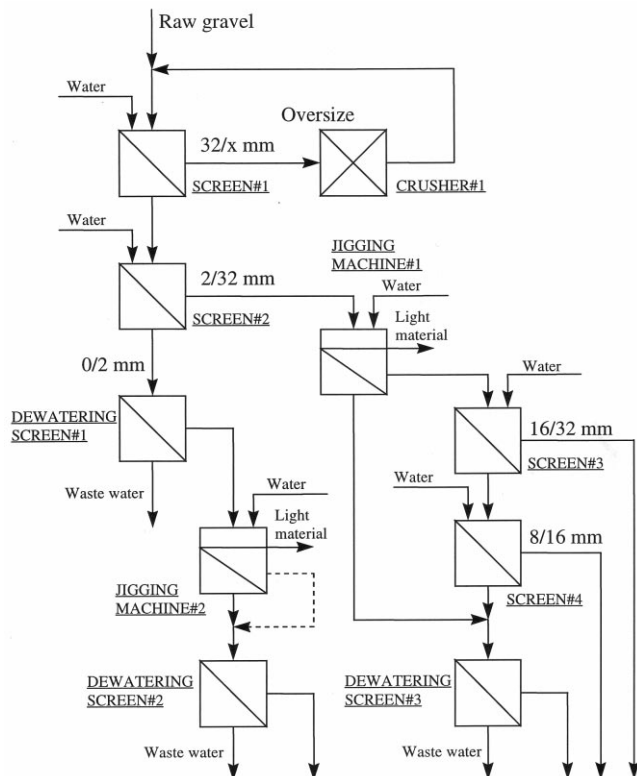 Raw gravel
Water
Oversize
32/x mm
SCREEN#1
CRUSHER#1
Water
JIGGING
MACHINE#1
2/32 mm
Water
SCREEN#2
Light
material
0/2 mm
Water
DEWATERING
SCREEN#1
16/32 mm
SCREEN#3
Waste water
Water
Water
Light
material
8/16 mm
JIGGING
MACHINE#2
SCREEN#4
DEWATERING
SCREEN#2
DEWATERING
SCREEN#3
Waste water
Waste water